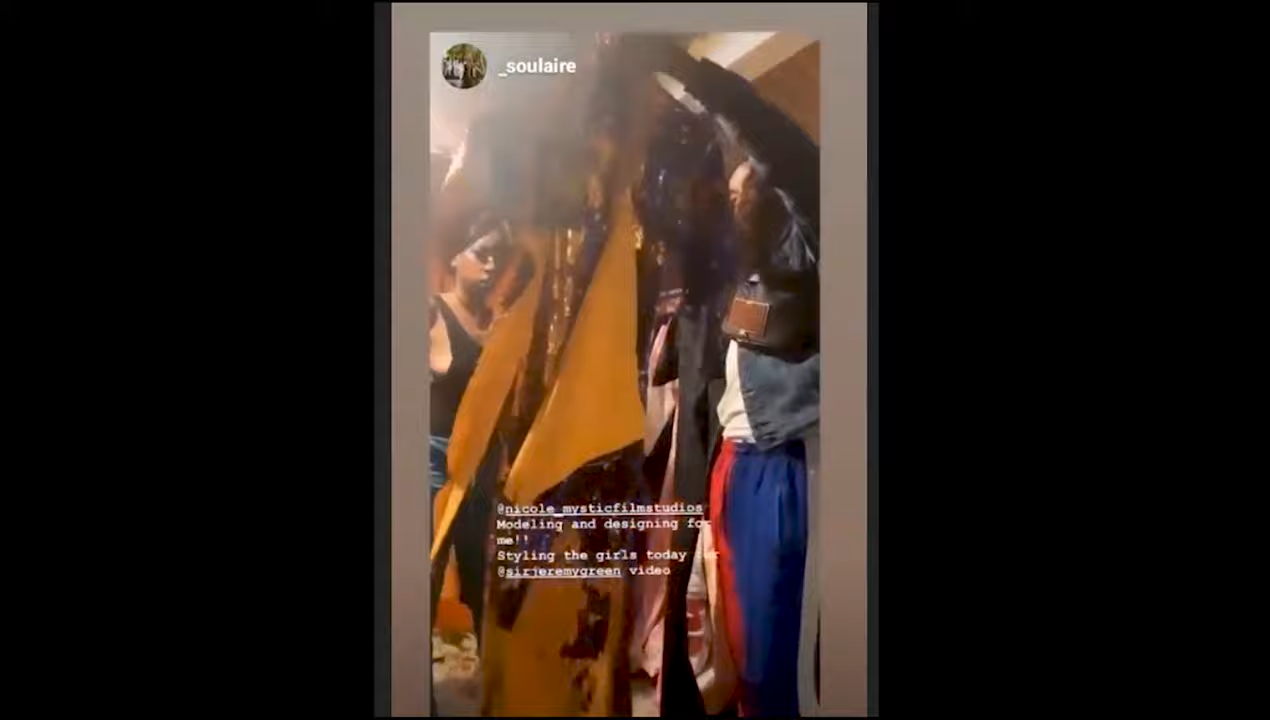 _soulaire
@nicole_mysticfilmstudios
Modeling and designing for
me!!
Styling the girls today for
@sirjeremygreen video